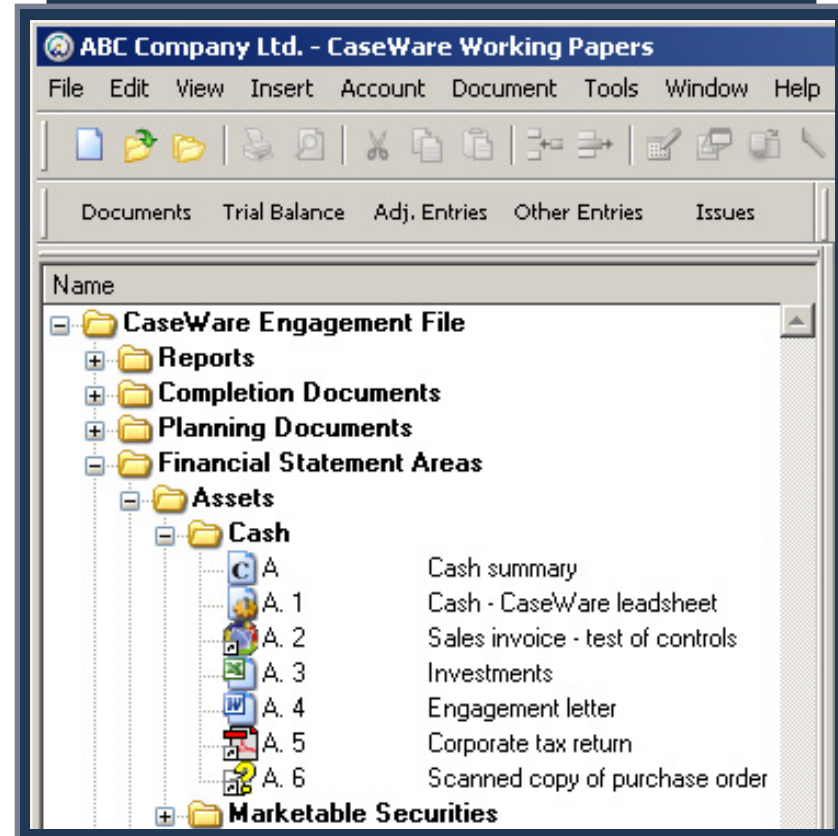 ABC Company Ltd. - CaseWare Working Papers
File Edit View Insert Account Document Tools Window Help
Documents Trial Balance Adj. Entries Other Entries Issues
Name
CaseWare Engagement File
Reports
Completion Documents
Planning Documents
Financial Statement Areas
Assets
Cash
A Cash summary
A. 1 Cash - CaseWare leadsheet
A. 2 Sales invoice - test of controls
A. 3 Investments
A. 4 Engagement letter
A. 5 Corporate tax return
A. 6 Scanned copy of purchase order
Marketable Securities